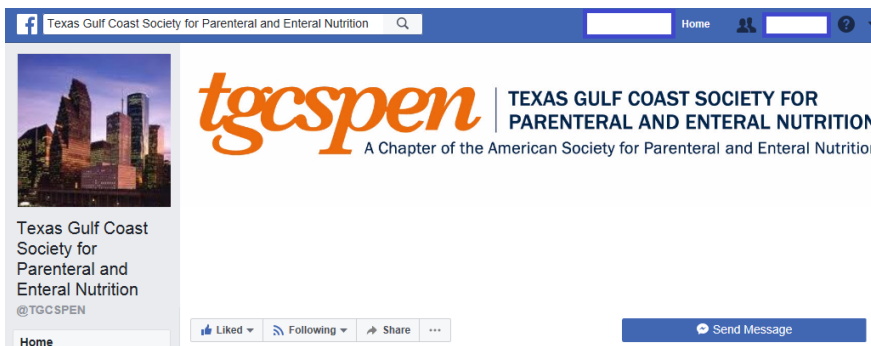 Texas Gulf Coast Society for Parenteral and Enteral Nutrition
Home
tgcspen
TEXAS GULF COAST SOCIETY FOR
PARENTERAL AND ENTERAL NUTRITION
A Chapter of the American Society for Parenteral and Enteral Nutrition
Texas Gulf Coast
Society for
Parenteral and
Enteral Nutrition
@TGCSPEN
Home
Liked
Following
Share
Send Message